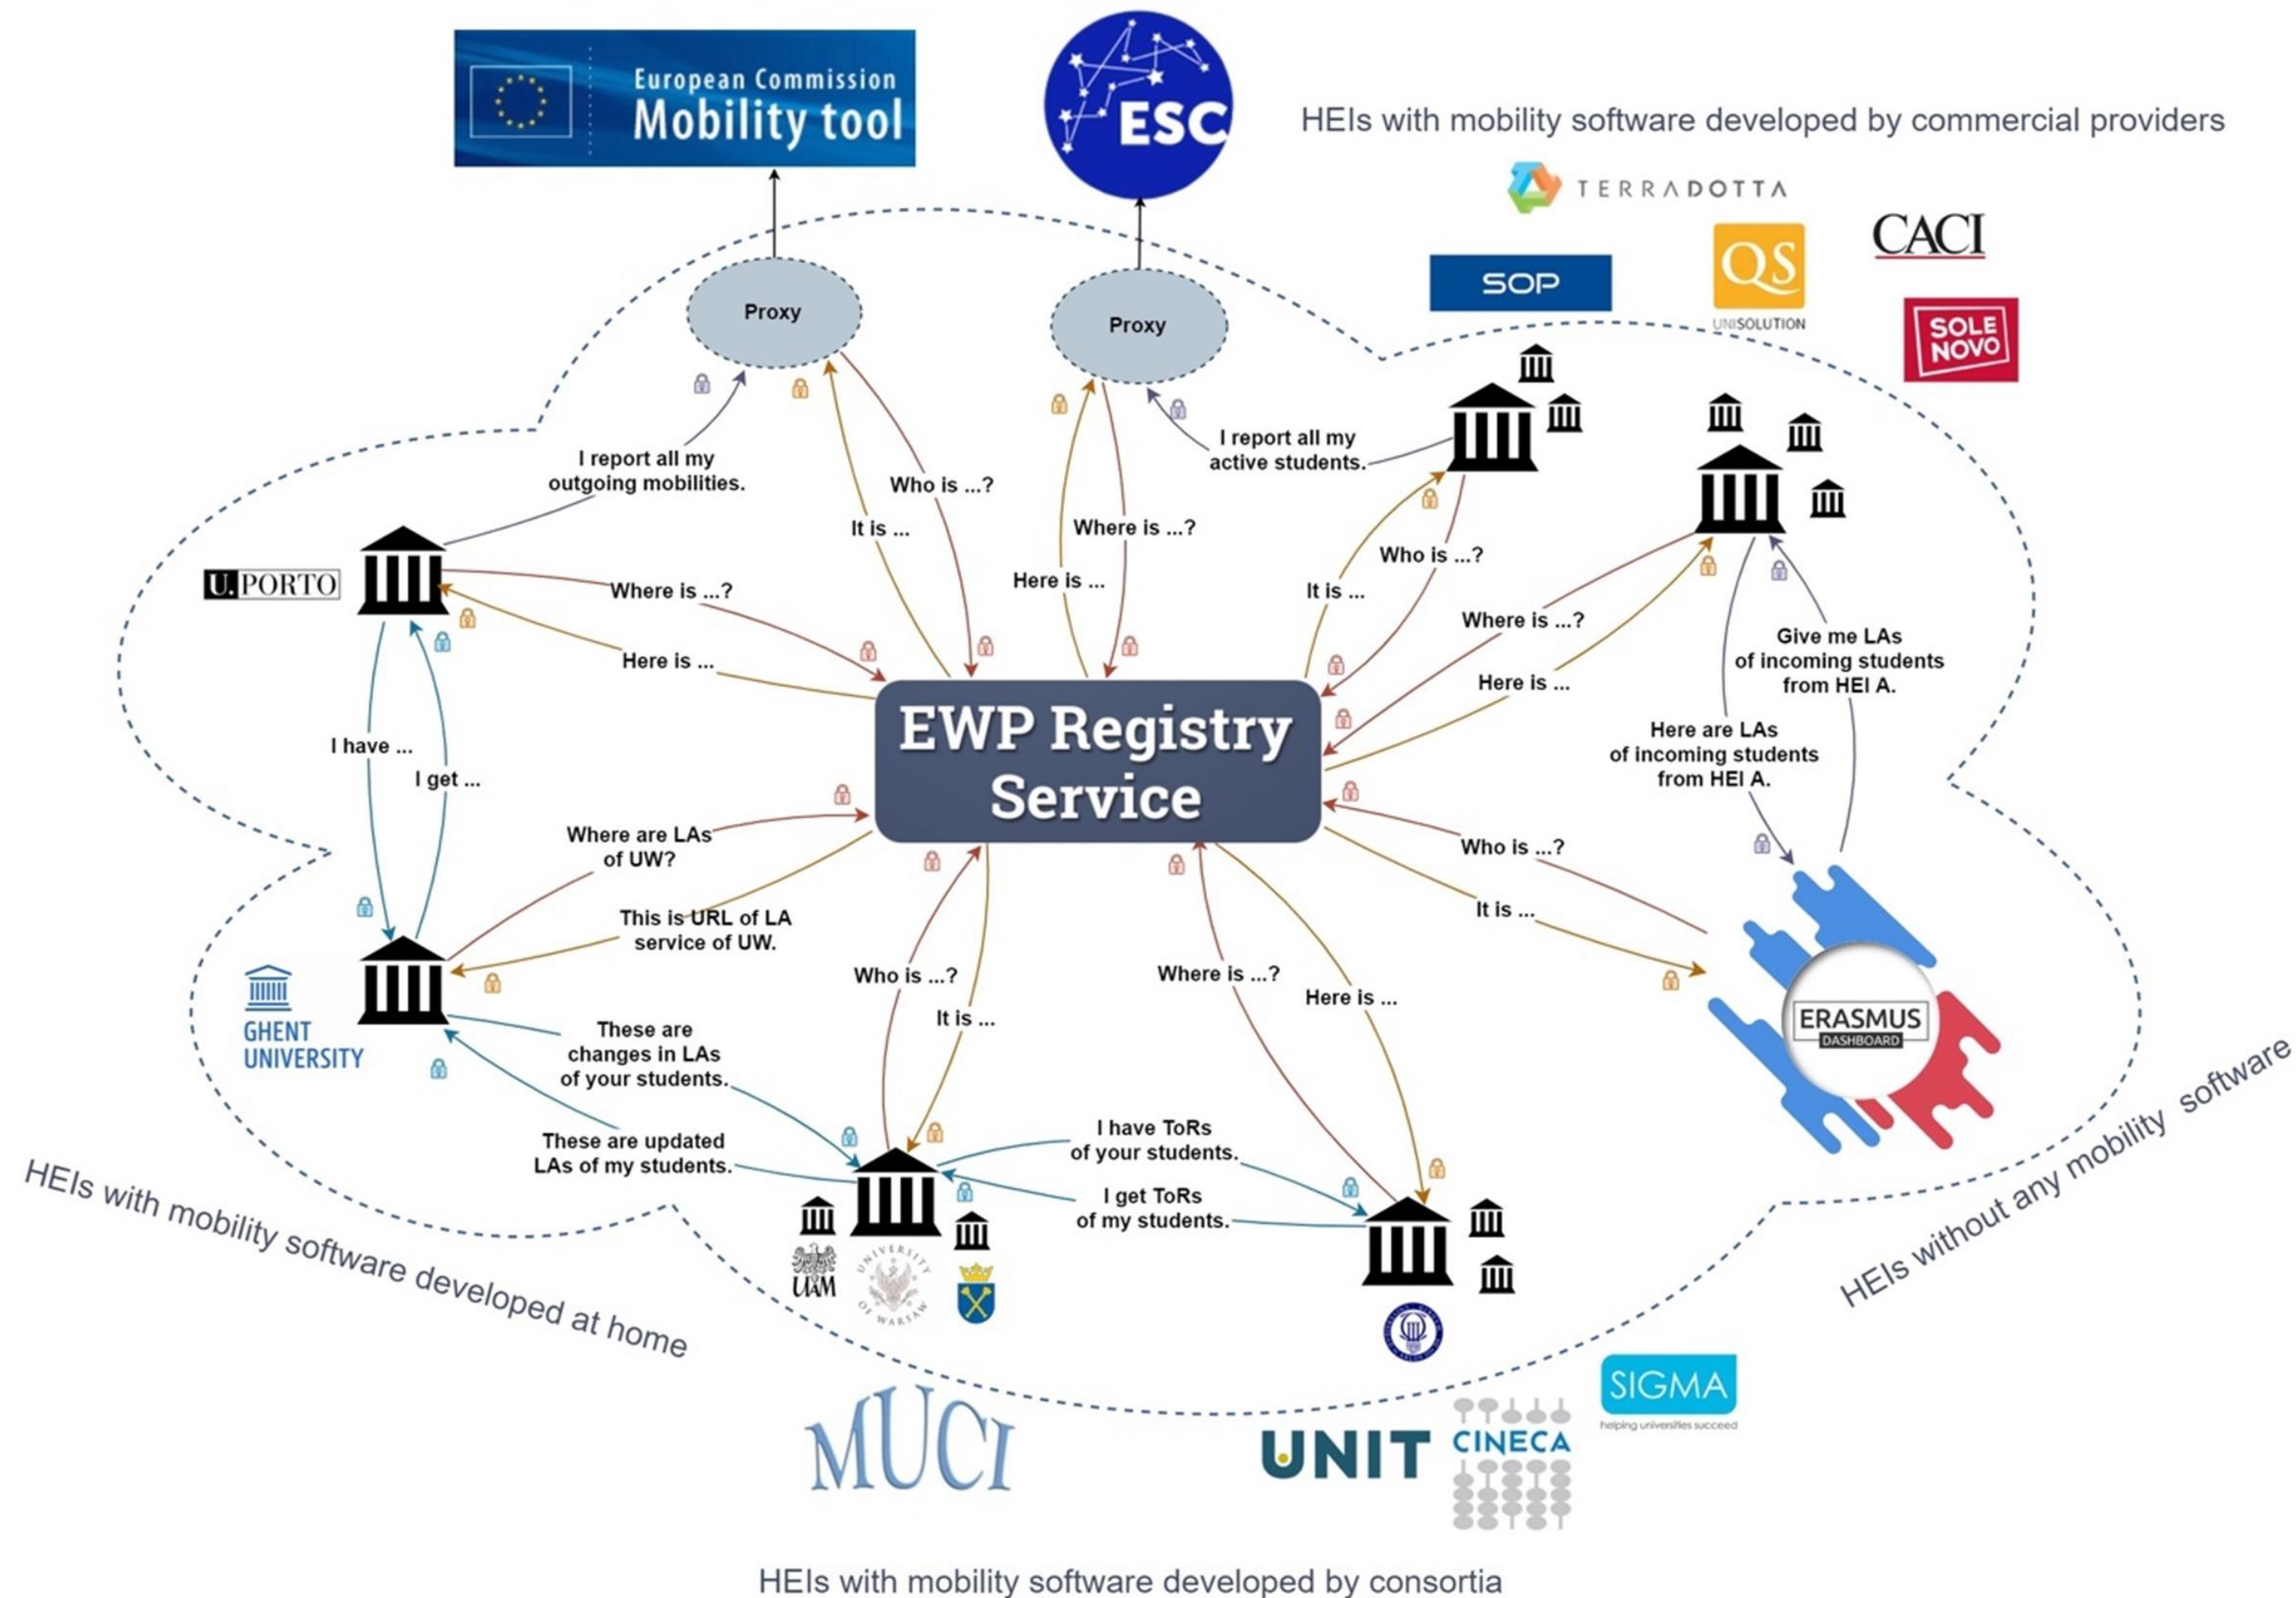 European Commission
Mobility tool
ESC
HEIs with mobility software developed by commercial providers
TERRADOTTA
SOP
QS
UNISOLUTION
CACI
SOLE
NOVO
Proxy
Proxy
I report all my
outgoing mobilities.
Who is ...?
It is ...
Where is ...?
Here is ...
I report all my
active students.
Who is ...?
It is ...
U.PORTO
Where is ...?
Here is ...
Where is ...?
Here is ...
Give me LAs
of incoming students
from HEI A.
Here are LAs
of incoming students
from HEI A.
I have ...
I get ...
EWP Registry
Service
Where are LAs
of UW?
This is URL of LA
service of UW.
Who is ...?
It is ...
Who is ...?
It is ...
Where is ...?
Here is ...
GHENT
UNIVERSITY
ERASMUS
DASHBOARD
These are
changes in LAs
of your students.
These are updated
LAs of my students.
I have ToRs
of your students.
I get ToRs
of my students.
UAM
UNIVERSITY
OF WARSAW
HEIs with mobility software developed at home
HEIs without any mobility software
MUCI
UNIT
CINECA
SIGMA
helping universities succeed
HEIs with mobility software developed by consortia